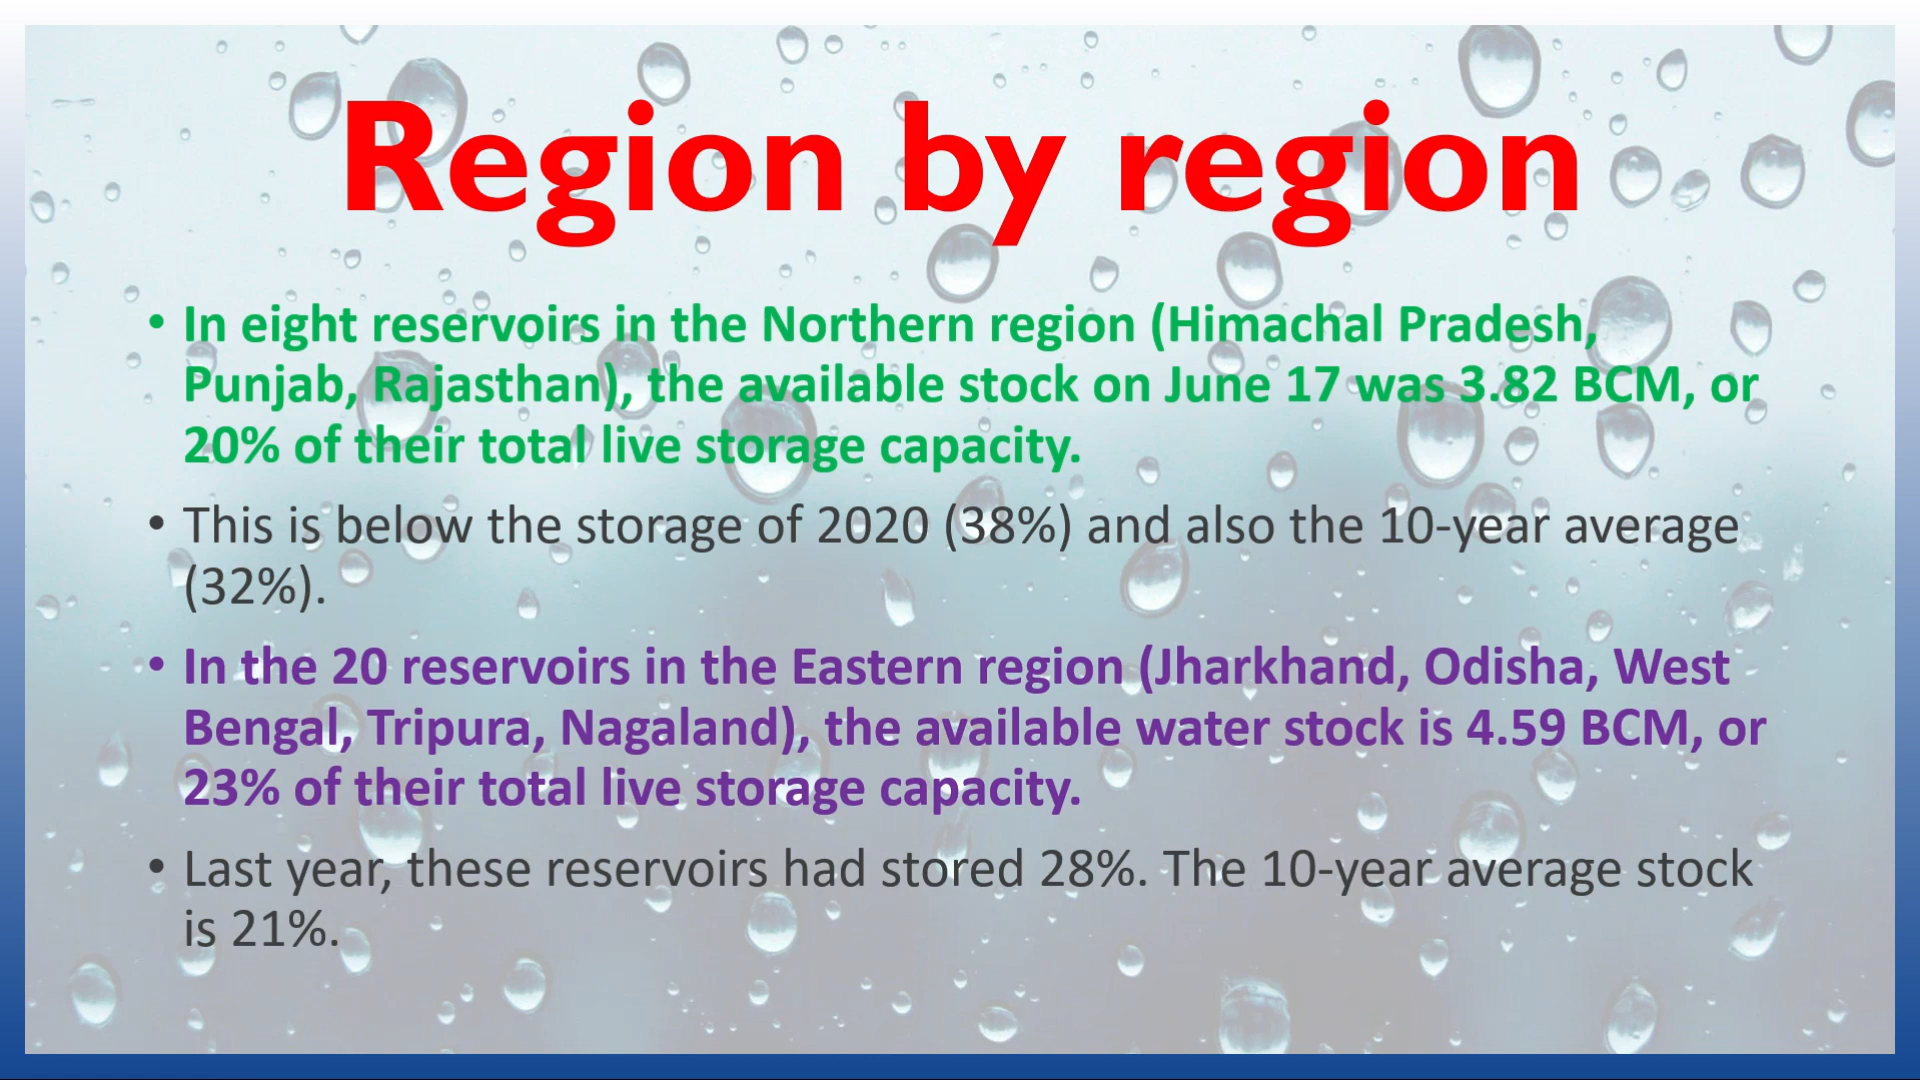 Region by region
• In eight reservoirs in the Northern region (Himachal Pradesh,
Punjab, Rajasthan), the available stock on June 17 was 3.82 BCM, or
20% of their total live storage capacity.
• This is below the storage of 2020 (38%) and also the 10-year average
(32%).
• In the 20 reservoirs in the Eastern region (Jharkhand, Odisha, West
Bengal, Tripura, Nagaland), the available water stock is 4.59 BCM, or
23% of their total live storage capacity.
• Last year, these reservoirs had stored 28%. The 10-year average stock
is 21%.